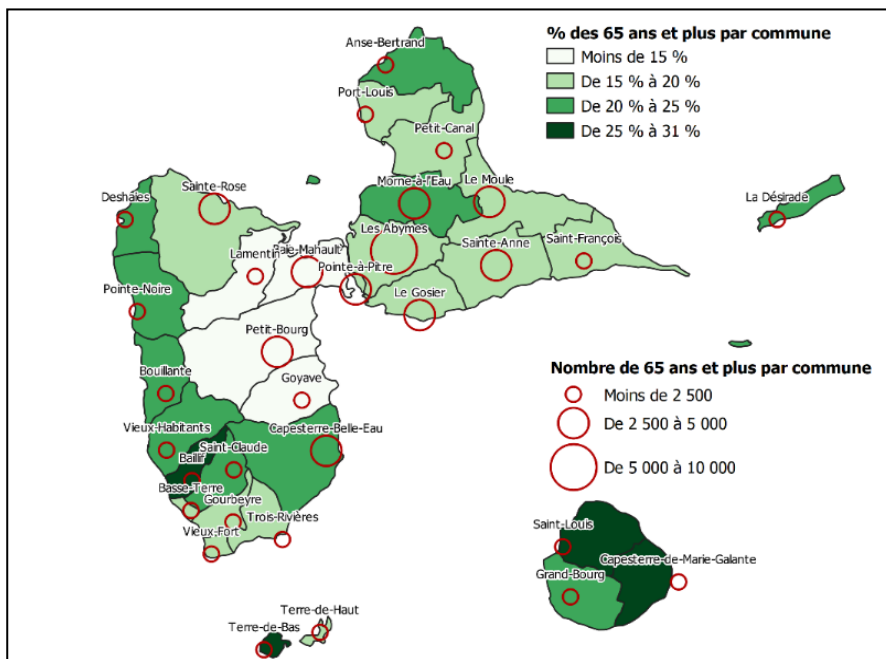 % des 65 ans et plus par commune
Moins de 15 %
De 15 % à 20 %
De 20 % à 25 %
De 25 % à 31 %
Anse-Bertrand
Port-Louis
Petit-Canal
Morne-à-l'Eau
Le Moule
Sainte-Rose
Deshaies
La Désirade
Les Abymes
Lamentin
Baie-Mahault
Sainte-Anne
Saint-François
Pointe-à-Pitre
Pointe-Noire
Le Gosier
Petit-Bourg
Nombre de 65 ans et plus par commune
Moins de 2 500
De 2 500 à 5 000
De 5 000 à 10 000
Bouillante
Goyave
Vieux-Habitants
Capesterre-Belle-Eau
Saint-Claude
Baillif
Basse-Terre
Gourbeyre
Trois-Rivières
Vieux-Fort
Saint-Louis
Capesterre-de-Marie-Galante
Grand-Bourg
Terre-de-Haut
Terre-de-Bas